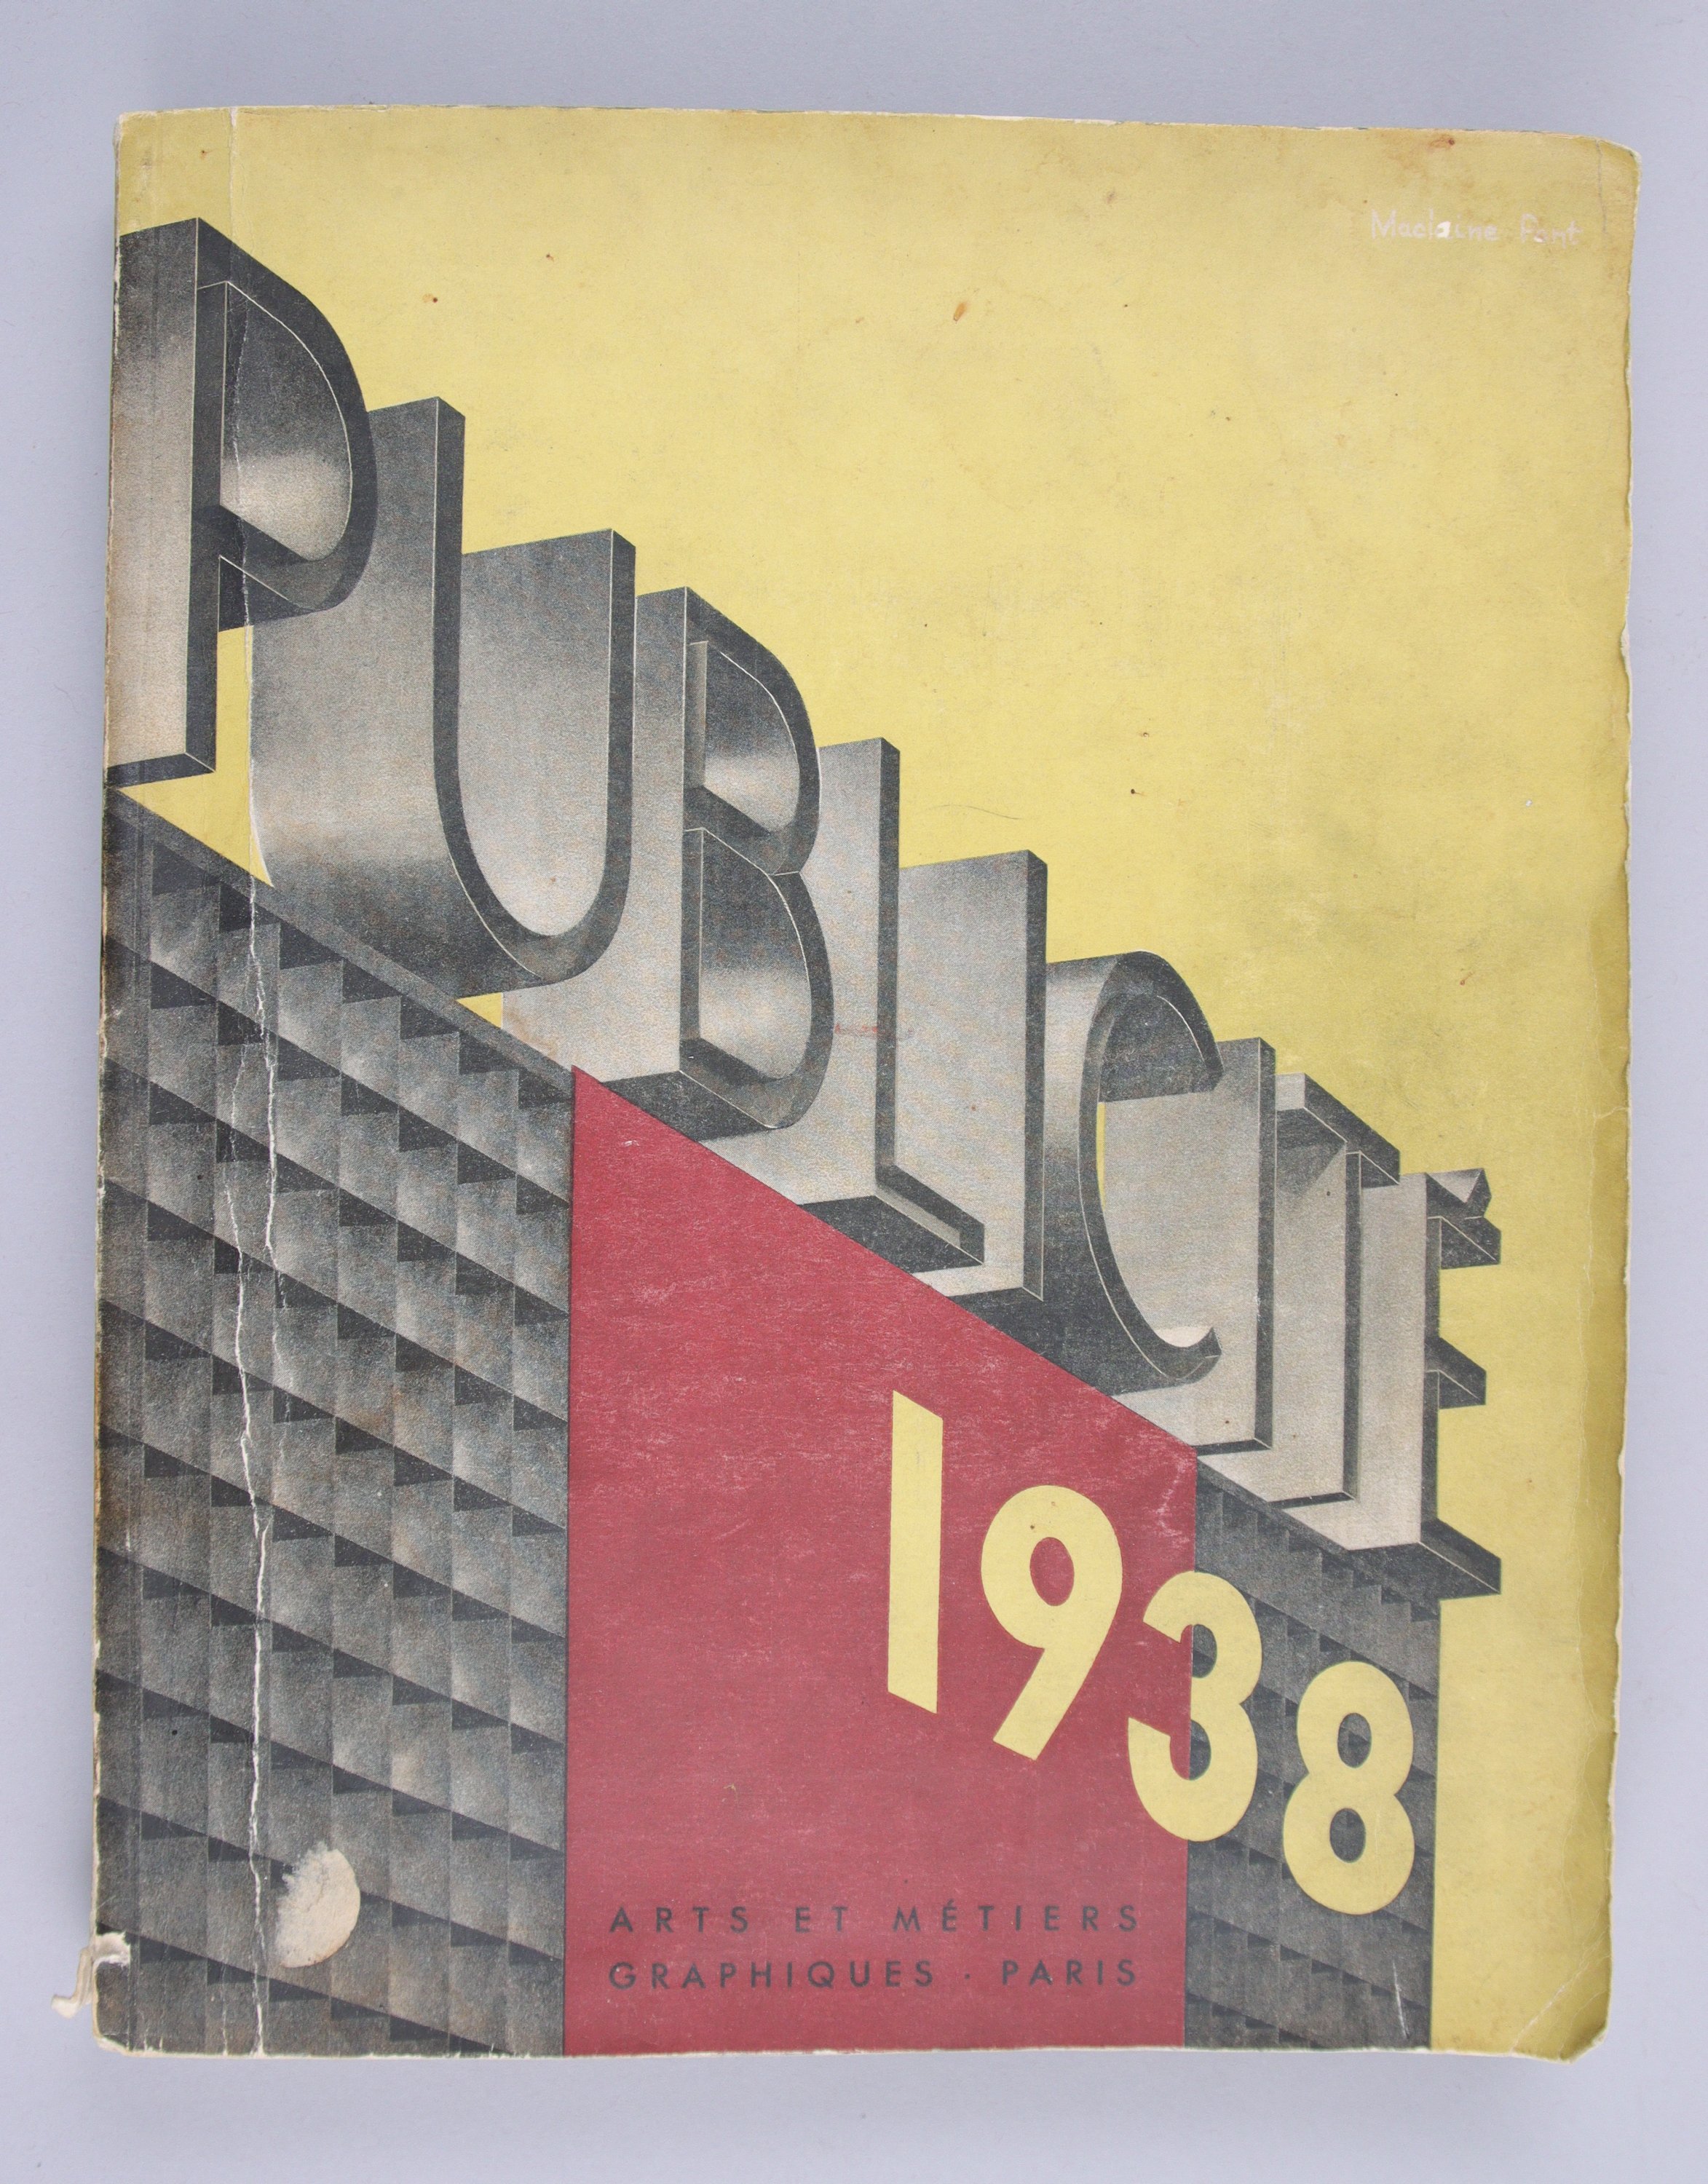 PUBLICITÉ
1938
ARTS ET MÉTIERS
GRAPHIQUES · PARIS